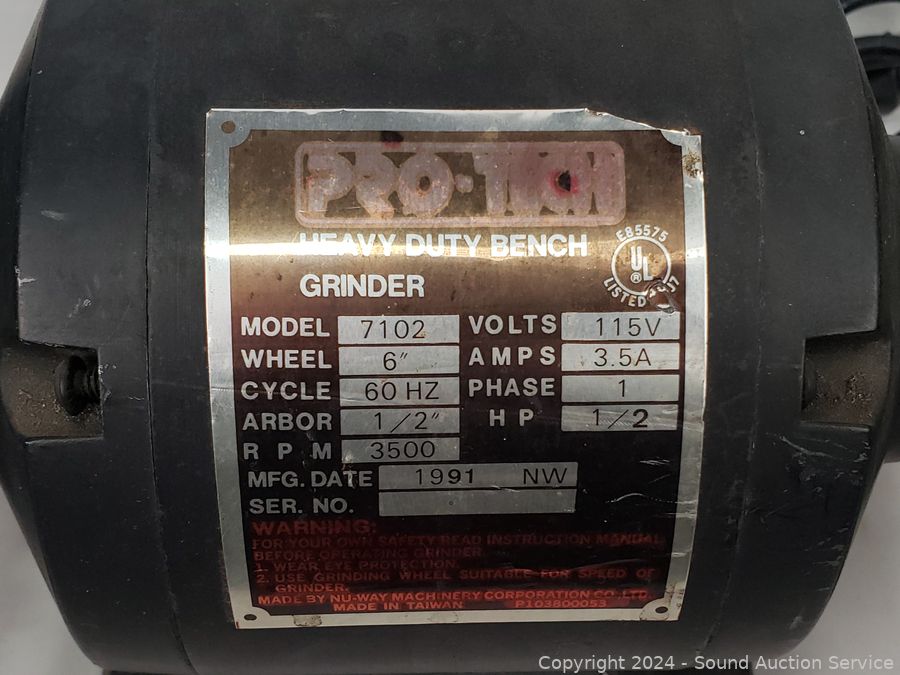 PRO-TECH
HEAVY DUTY BENCH
GRINDER
E85575
UL
®
LISTED
MODEL 7102 VOLTS 115V
WHEEL 6″ AMPS 3.5A
CYCLE 60 HZ PHASE 1
ARBOR 1/2″ HP 1/2
RPM 3500
MFG. DATE 1991 NW
SER. NO.
WARNING:
FOR YOUR OWN SAFETY READ INSTRUCTION MANUAL
BEFORE OPERATING GRINDER.
1. WEAR EYE PROTECTION.
2. USE GRINDING WHEEL SUITABLE FOR SPEED OF
GRINDER.
MADE BY NU-WAY MACHINERY CORPORATION CO., LTD.
MADE IN TAIWAN P103800053
Copyright © 2024 - Sound Auction Service